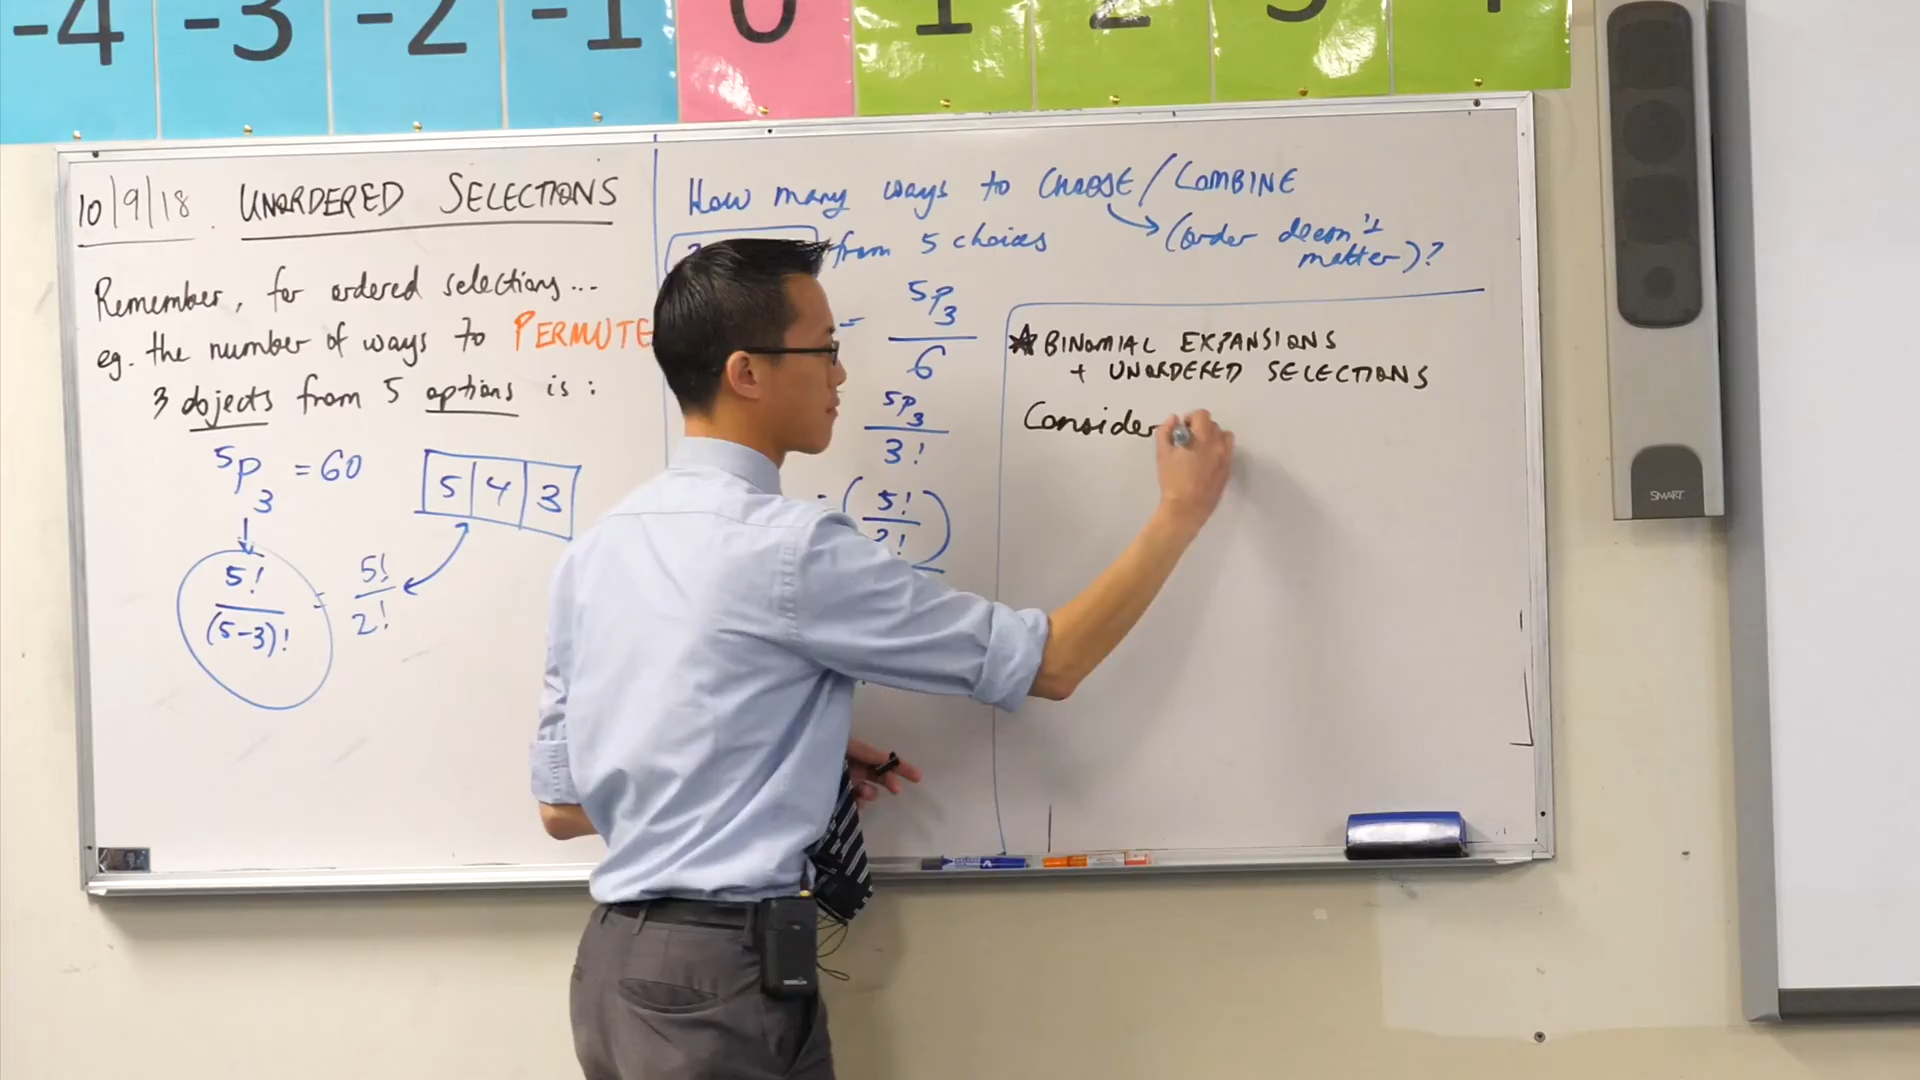 -4 -3 -2 -1 0 1 2 3
10/9/18 UNORDERED SELECTIONS
Remember, for ordered selections...
eg. the number of ways to PERMUTE
3 objects from 5 options is:
5P3 = 60
5 4 3
5!
(5-3)!
= 5!
2!
How many ways to CHOOSE/COMBINE
from 5 choices
(order doesn't
matter)?
= 5P3
6
5P3
3!
= (5!
2!)
★ BINOMIAL EXPANSIONS
+ UNORDERED SELECTIONS
Consider
SMART